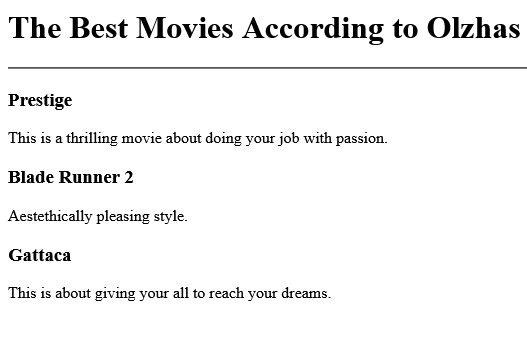 The Best Movies According to Olzhas
Prestige
This is a thrilling movie about doing your job with passion.
Blade Runner 2
Aestethically pleasing style.
Gattaca
This is about giving your all to reach your dreams.